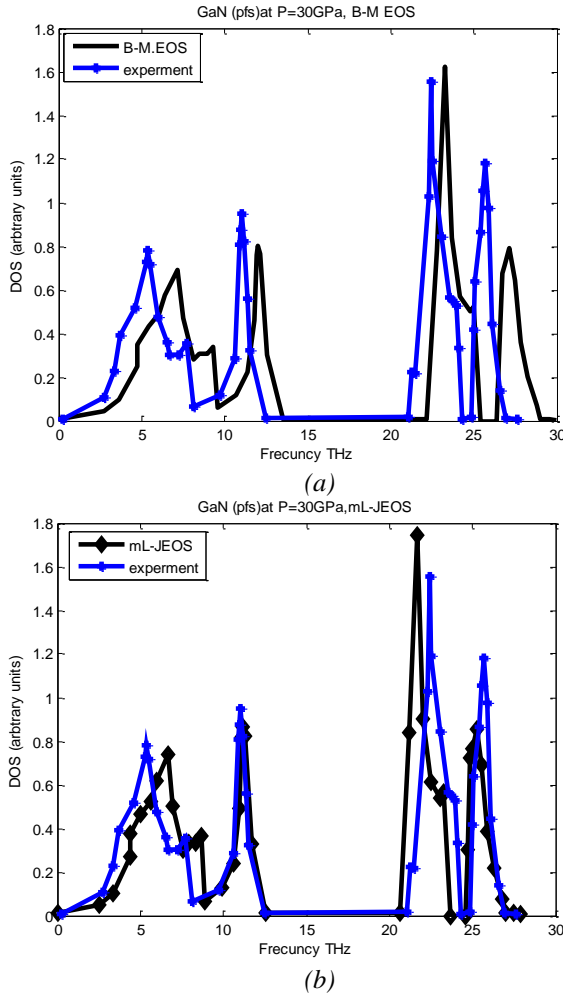 GaN (pfs)at P=30GPa, B-M EOS
B-M.EOS
experment
DOS (arbtrary units)
1.8
1.6
1.4
1.2
1
0.8
0.6
0.4
0.2
0
0 5 10 15 20 25 30
Frecuncy THz
(a)
GaN (pfs)at P=30GPa,mL-JEOS
mL-JEOS
experment
DOS (arbtrary units)
1.8
1.6
1.4
1.2
1
0.8
0.6
0.4
0.2
0
0 5 10 15 20 25 30
Frecuncy THz
(b)